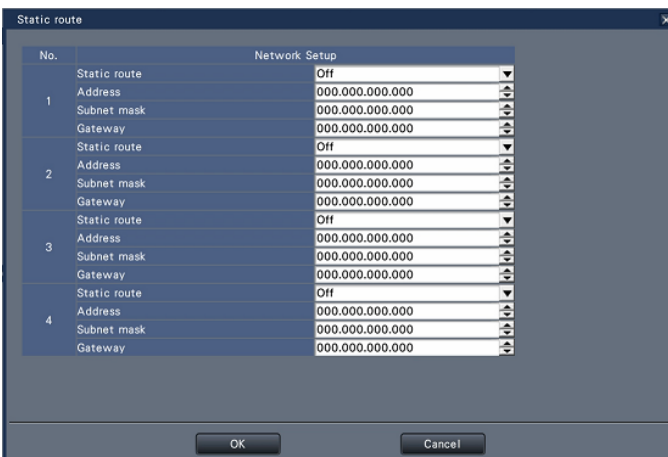 Static route
No. Network Setup
Static route Off
1 Address 000.000.000.000
Subnet mask 000.000.000.000
Gateway 000.000.000.000
Static route Off
2 Address 000.000.000.000
Subnet mask 000.000.000.000
Gateway 000.000.000.000
Static route Off
3 Address 000.000.000.000
Subnet mask 000.000.000.000
Gateway 000.000.000.000
Static route Off
4 Address 000.000.000.000
Subnet mask 000.000.000.000
Gateway 000.000.000.000
OK Cancel